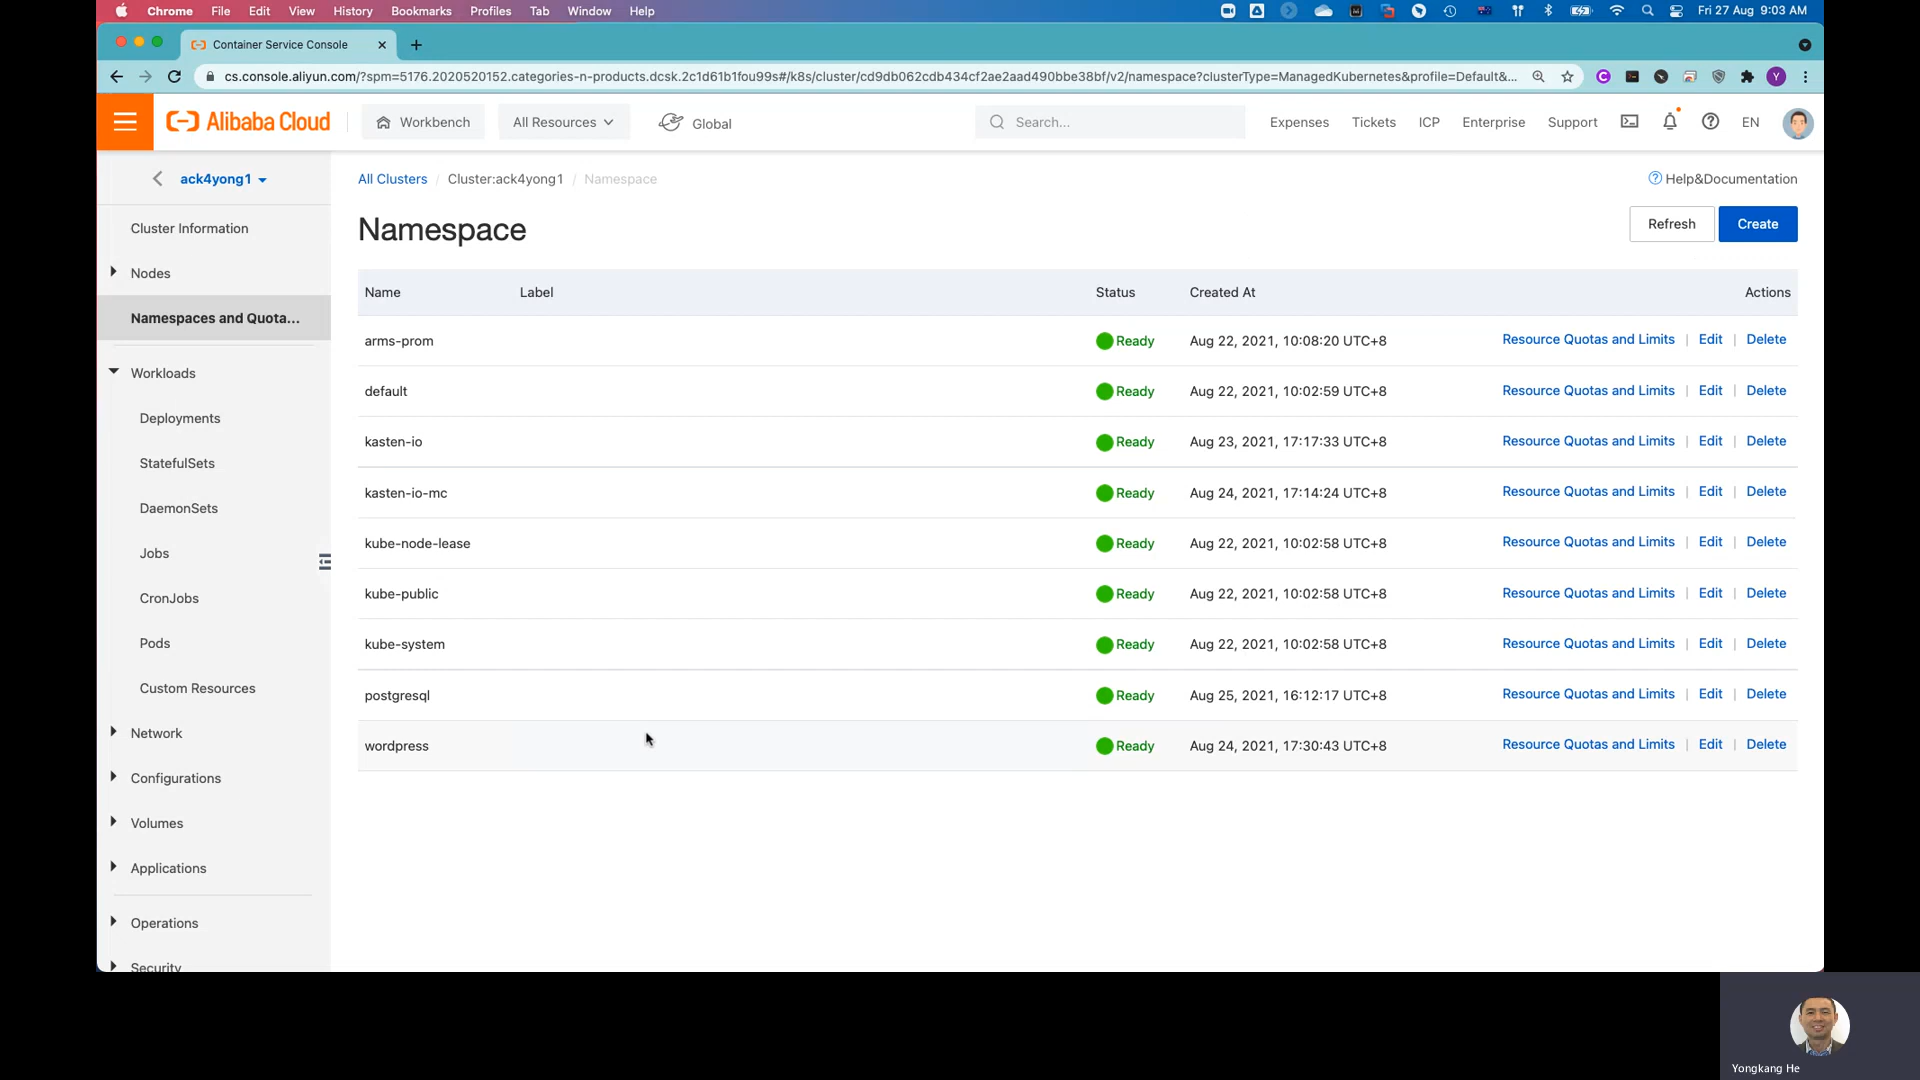 Chrome File Edit View History Bookmarks Profiles Tab Window Help Fri 27 Aug 9:03 AM
Container Service Console
cs.console.aliyun.com/?spm=5176.2020520152.categories-n-products.dcsk.2c1d61b1fou99s#/k8s/cluster/cd9db062cdb434cf2ae2aad490bbe38bf/v2/namespace?clusterType=ManagedKubernetes&profile=Default&... Y
Alibaba Cloud Workbench All Resources Global Search... Expenses Tickets ICP Enterprise Support EN
ack4yong1
All Clusters / Cluster:ack4yong1 / Namespace
Help&Documentation
Cluster Information
Nodes
Namespaces and Quota...
Workloads
Deployments
StatefulSets
DaemonSets
Jobs
CronJobs
Pods
Custom Resources
Network
Configurations
Volumes
Applications
Operations
Security
Namespace
Refresh Create
Name Label Status Created At Actions
arms-prom Ready Aug 22, 2021, 10:08:20 UTC+8 Resource Quotas and Limits | Edit | Delete
default Ready Aug 22, 2021, 10:02:59 UTC+8 Resource Quotas and Limits | Edit | Delete
kasten-io Ready Aug 23, 2021, 17:17:33 UTC+8 Resource Quotas and Limits | Edit | Delete
kasten-io-mc Ready Aug 24, 2021, 17:14:24 UTC+8 Resource Quotas and Limits | Edit | Delete
kube-node-lease Ready Aug 22, 2021, 10:02:58 UTC+8 Resource Quotas and Limits | Edit | Delete
kube-public Ready Aug 22, 2021, 10:02:58 UTC+8 Resource Quotas and Limits | Edit | Delete
kube-system Ready Aug 22, 2021, 10:02:58 UTC+8 Resource Quotas and Limits | Edit | Delete
postgresql Ready Aug 25, 2021, 16:12:17 UTC+8 Resource Quotas and Limits | Edit | Delete
wordpress Ready Aug 24, 2021, 17:30:43 UTC+8 Resource Quotas and Limits | Edit | Delete
Yongkang He